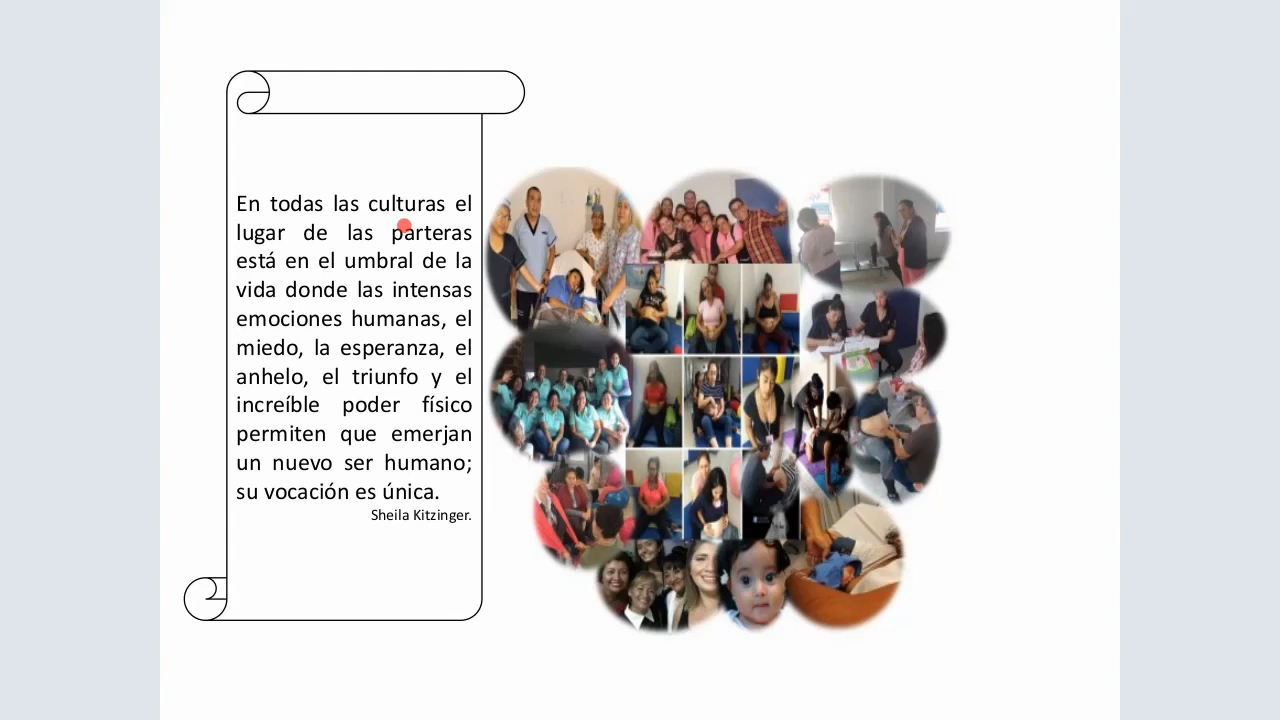 En todas las culturas el
lugar de las parteras
está en el umbral de la
vida donde las intensas
emociones humanas, el
miedo, la esperanza, el
anhelo, el triunfo y el
increíble poder físico
permiten que emerjan
un nuevo ser humano;
su vocación es única.
Sheila Kitzinger.